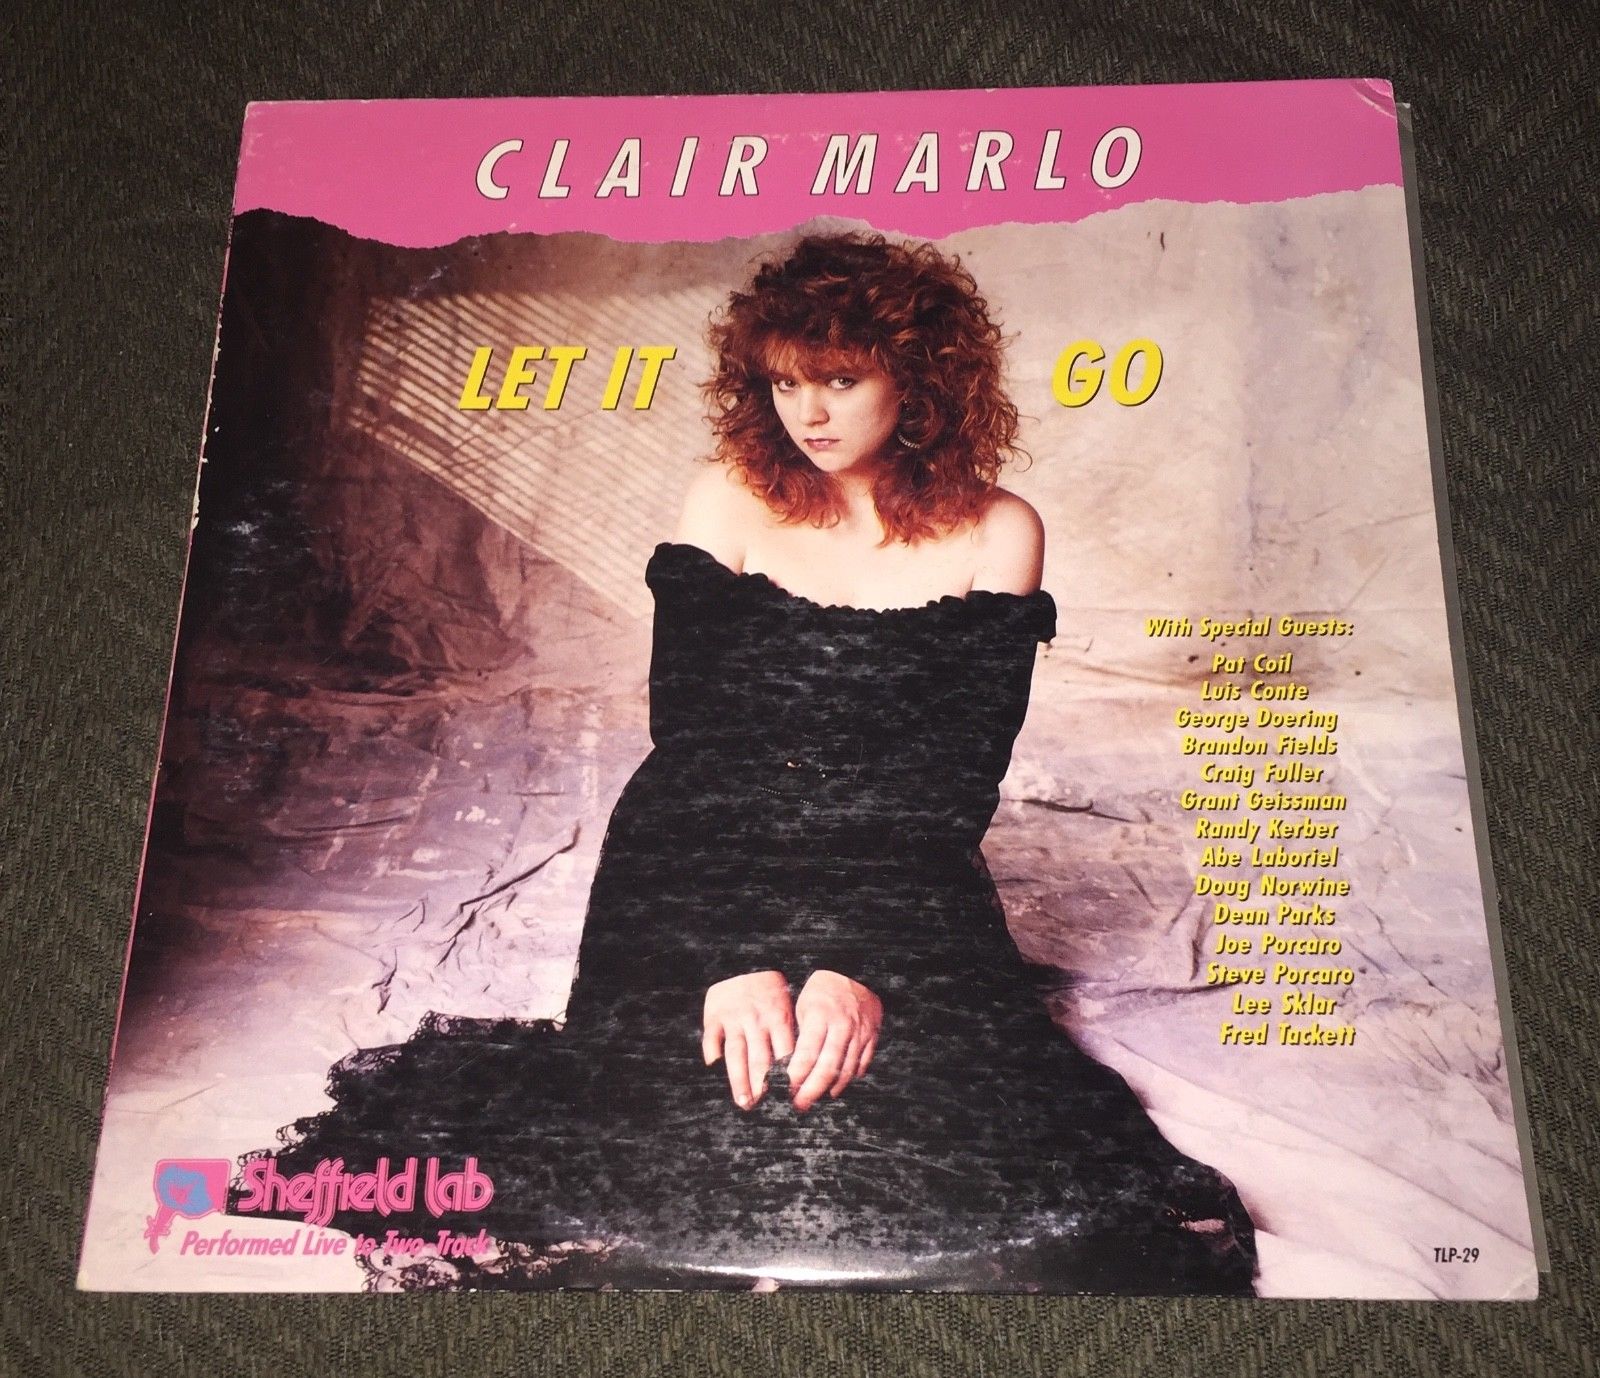 CLAIR MARLO
LET IT GO
With Special Guests:
Pat Coil
Luis Conte
George Doering
Brandon Fields
Craig Fuller
Grant Geissman
Randy Kerber
Abe Laboriel
Doug Norwine
Dean Parks
Joe Porcaro
Steve Porcaro
Lee Sklar
Fred Tackett
Sheffield Lab
Performed Live to Two-Track
TLP-29